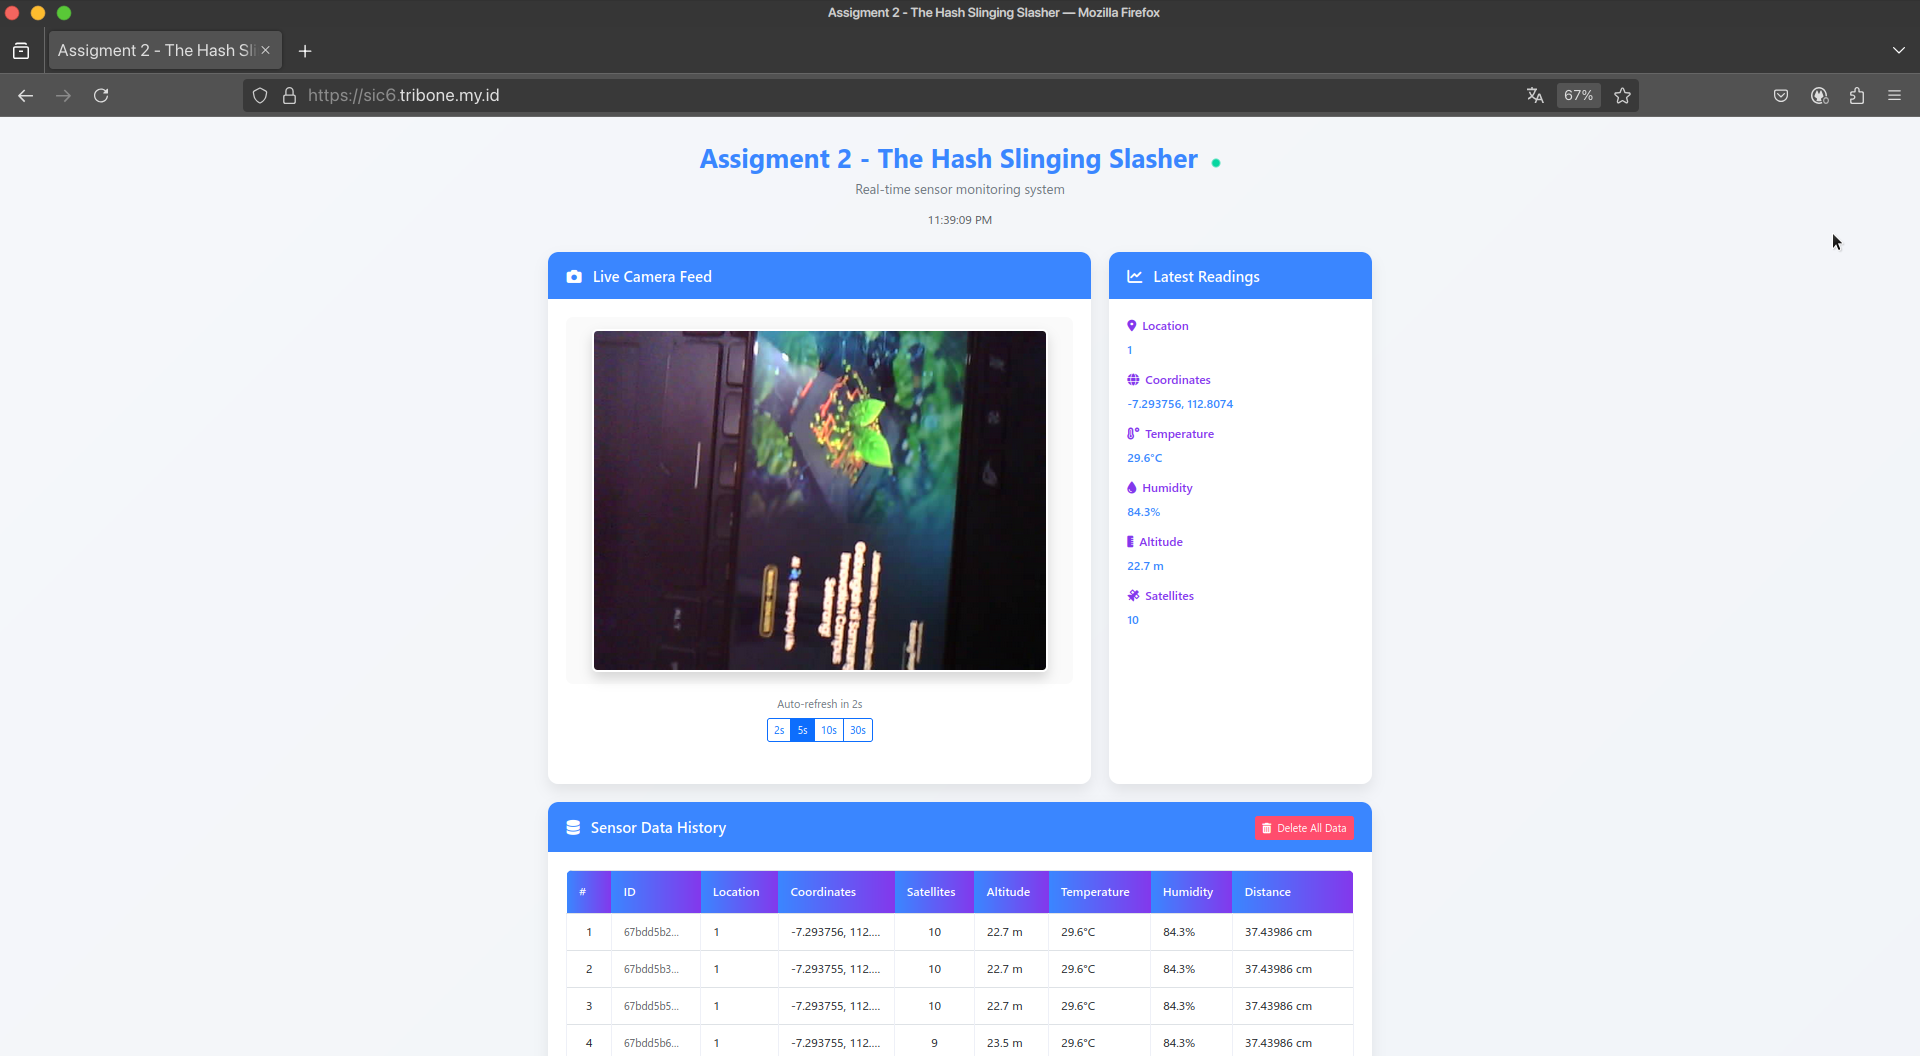 Assigment 2 - The Hash Slinging Slasher — Mozilla Firefox
Assigment 2 - The Hash Sli
https://sic6.tribone.my.id
67%
Assigment 2 - The Hash Slinging Slasher
Real-time sensor monitoring system
11:39:09 PM
Live Camera Feed
Auto-refresh in 2s
2s 5s 10s 30s
Latest Readings
Location
1
Coordinates
-7.293756, 112.8074
Temperature
29.6°C
Humidity
84.3%
Altitude
22.7 m
Satellites
10
Sensor Data History
Delete All Data
# ID Location Coordinates Satellites Altitude Temperature Humidity Distance
1 67bdd5b2... 1 -7.293756, 112.... 10 22.7 m 29.6°C 84.3% 37.43986 cm
2 67bdd5b3... 1 -7.293755, 112.... 10 22.7 m 29.6°C 84.3% 37.43986 cm
3 67bdd5b5... 1 -7.293755, 112.... 10 22.7 m 29.6°C 84.3% 37.43986 cm
4 67bdd5b6... 1 -7.293755, 112.... 9 23.5 m 29.6°C 84.3% 37.43986 cm